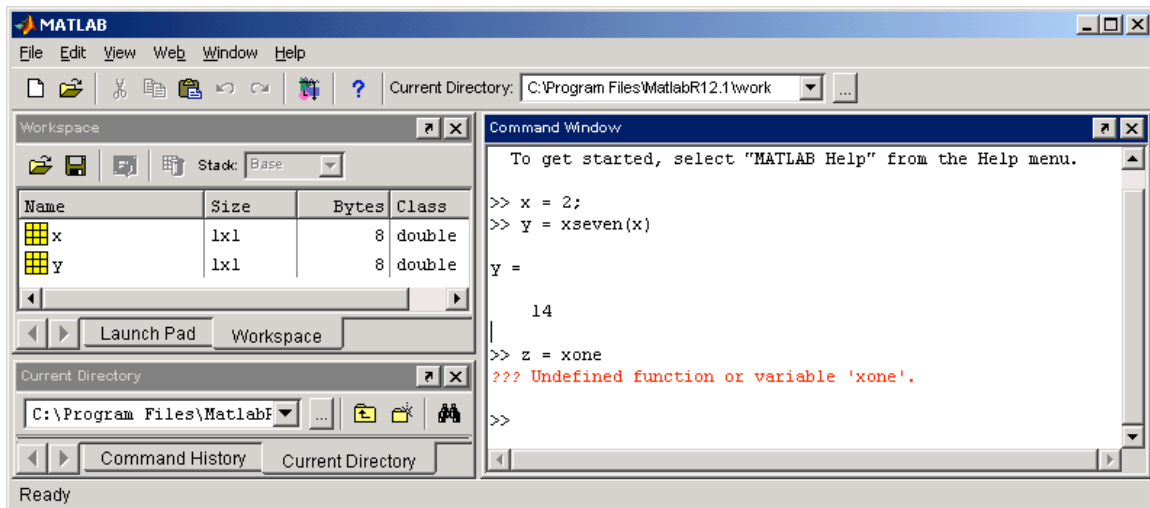 MATLAB
File Edit View Web Window Help
? Current Directory: C:\Program Files\MatlabR12.1\work ...
Workspace
Stack: Base
Name Size Bytes Class
x 1x1 8 double
y 1x1 8 double
Launch Pad Workspace
Current Directory
C:\Program Files\MatlabF ...
Command History Current Directory
Command Window
To get started, select "MATLAB Help" from the Help menu.
>> x = 2;
>> y = xseven(x)
y =
14
>> z = xone
??? Undefined function or variable 'xone'.
>>
Ready